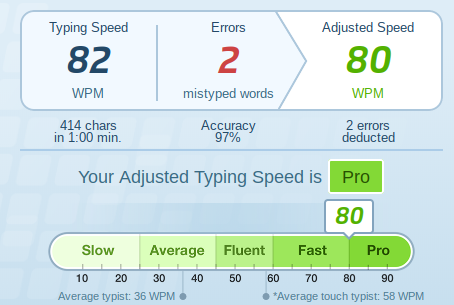 Typing Speed Errors Adjusted Speed
82 2 80
WPM mistyped words WPM
414 chars Accuracy 2 errors
in 1:00 min. 97% deducted
Your Adjusted Typing Speed is Pro
80
Slow Average Fluent Fast Pro
10 20 30 40 50 60 70 80 90
Average typist: 36 WPM *Average touch typist: 58 WPM